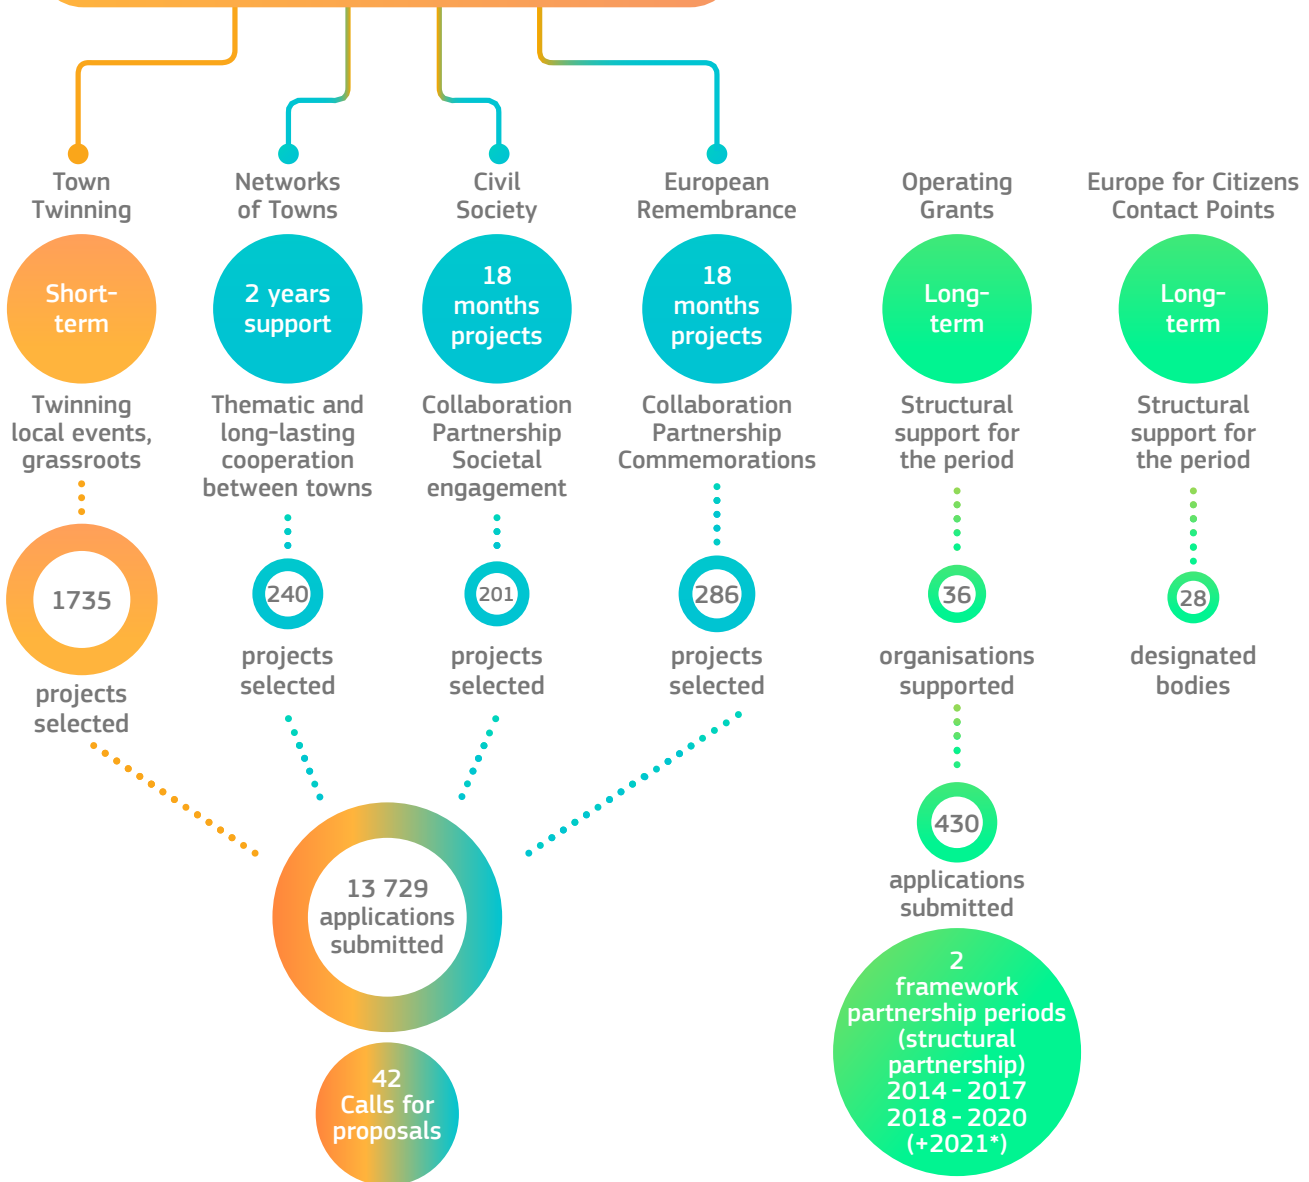 Town
Twinning
Short-
term
Twinning
local events,
grassroots
1735
projects
selected
Networks
of Towns
2 years
support
Thematic and
long-lasting
cooperation
between towns
240
projects
selected
Civil
Society
18
months
projects
Collaboration
Partnership
Societal
engagement
201
projects
selected
European
Remembrance
18
months
projects
Collaboration
Partnership
Commemorations
286
projects
selected
13 729
applications
submitted
42
Calls for
proposals
Operating
Grants
Long-
term
Structural
support for
the period
36
organisations
supported
430
applications
submitted
2
framework
partnership periods
(structural
partnership)
2014 - 2017
2018 - 2020
(+2021*)
Europe for Citizens
Contact Points
Long-
term
Structural
support for
the period
28
designated
bodies